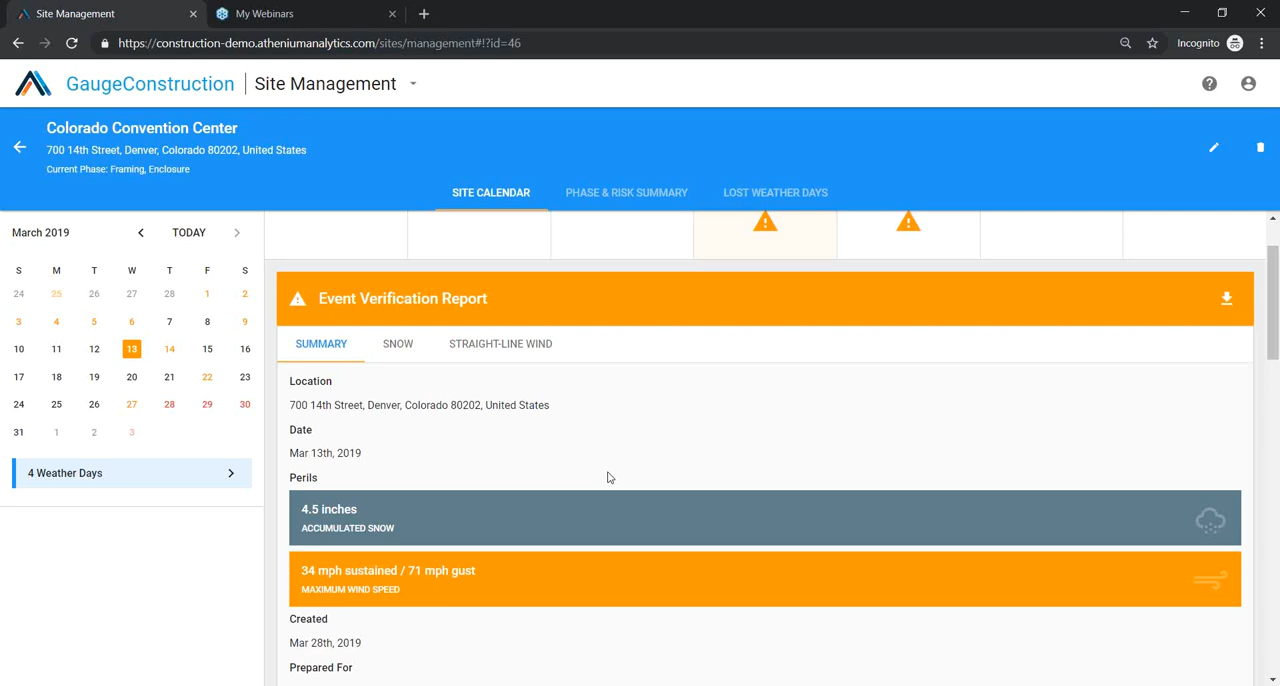 Site Management
My Webinars
https://construction-demo.atheniumanalytics.com/sites/management#!?id=46
Incognito
GaugeConstruction
Site Management
Colorado Convention Center
700 14th Street, Denver, Colorado 80202, United States
Current Phase: Framing, Enclosure
SITE CALENDAR
PHASE & RISK SUMMARY
LOST WEATHER DAYS
March 2019
TODAY
S M T W T F S
24 25 26 27 28 1 2
3 4 5 6 7 8 9
10 11 12 13 14 15 16
17 18 19 20 21 22 23
24 25 26 27 28 29 30
31 1 2 3
4 Weather Days
Event Verification Report
SUMMARY
SNOW
STRAIGHT-LINE WIND
Location
700 14th Street, Denver, Colorado 80202, United States
Date
Mar 13th, 2019
Perils
4.5 inches
ACCUMULATED SNOW
34 mph sustained / 71 mph gust
MAXIMUM WIND SPEED
Created
Mar 28th, 2019
Prepared For